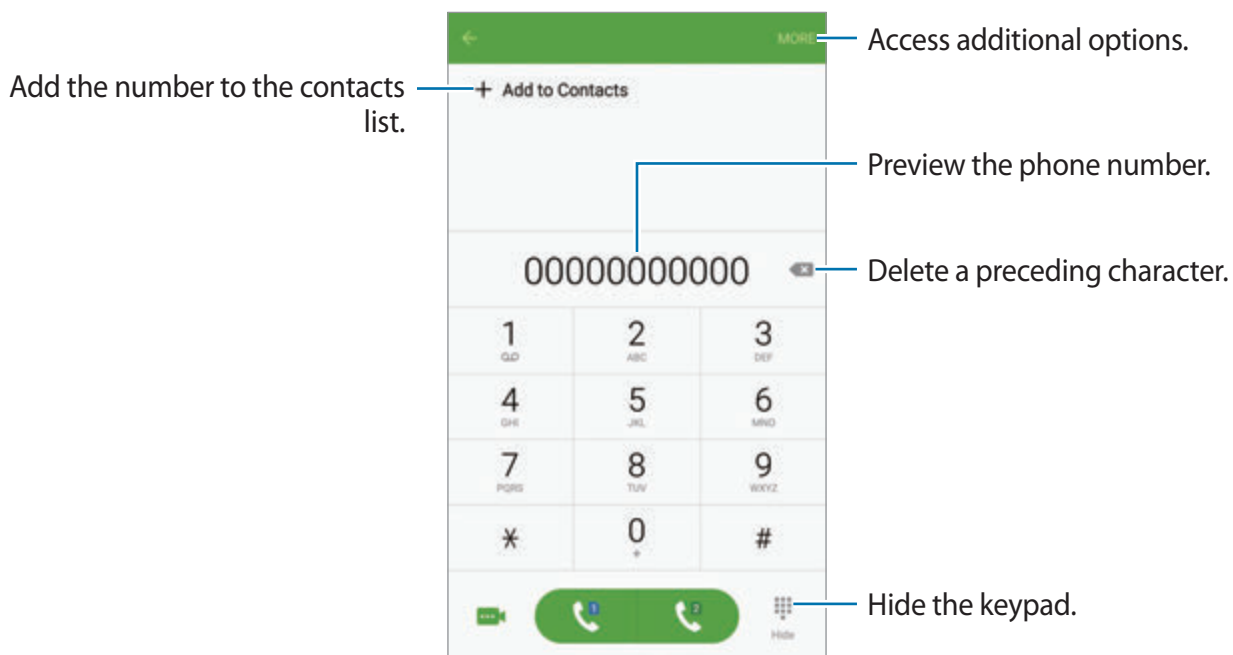 MORE
Access additional options.
Add the number to the contacts
list.
+ Add to Contacts
Preview the phone number.
00000000000
Delete a preceding character.
1 2 3
ABC DEF
4 5 6
GHI JKL MNO
7 8 9
PQRS TUV WXYZ
* 0 #
+
1 2
Hide
Hide the keypad.